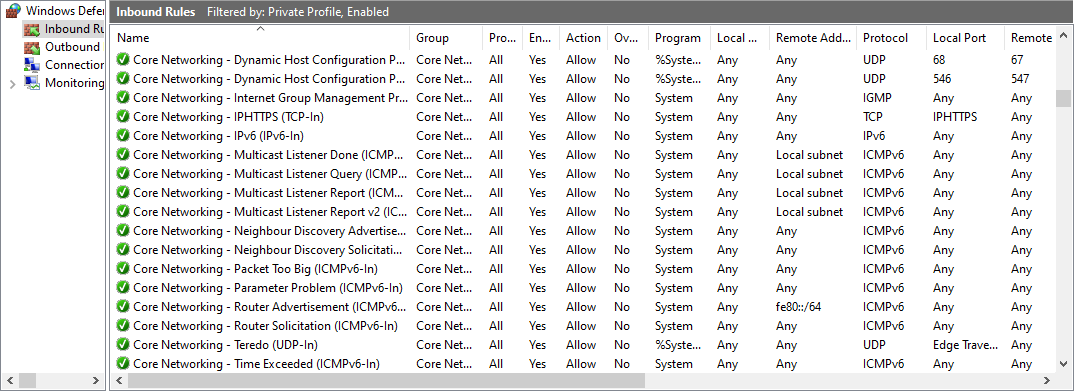 Windows Defer
Inbound Ru
Outbound
Connection
Monitoring
Inbound Rules Filtered by: Private Profile, Enabled
Name Group Pro... En... Action Ov... Program Local ... Remote Add... Protocol Local Port Remote
Core Networking - Dynamic Host Configuration P... Core Net... All Yes Allow No %Syste... Any Any UDP 68 67
Core Networking - Dynamic Host Configuration P... Core Net... All Yes Allow No %Syste... Any Any UDP 546 547
Core Networking - Internet Group Management Pr... Core Net... All Yes Allow No System Any Any IGMP Any Any
Core Networking - IPHTTPS (TCP-In) Core Net... All Yes Allow No System Any Any TCP IPHTTPS Any
Core Networking - IPv6 (IPv6-In) Core Net... All Yes Allow No System Any Any IPv6 Any Any
Core Networking - Multicast Listener Done (ICMP... Core Net... All Yes Allow No System Any Local subnet ICMPv6 Any Any
Core Networking - Multicast Listener Query (ICMP... Core Net... All Yes Allow No System Any Local subnet ICMPv6 Any Any
Core Networking - Multicast Listener Report (ICM... Core Net... All Yes Allow No System Any Local subnet ICMPv6 Any Any
Core Networking - Multicast Listener Report v2 (IC... Core Net... All Yes Allow No System Any Local subnet ICMPv6 Any Any
Core Networking - Neighbour Discovery Advertise... Core Net... All Yes Allow No System Any Any ICMPv6 Any Any
Core Networking - Neighbour Discovery Solicitati... Core Net... All Yes Allow No System Any Any ICMPv6 Any Any
Core Networking - Packet Too Big (ICMPv6-In) Core Net... All Yes Allow No System Any Any ICMPv6 Any Any
Core Networking - Parameter Problem (ICMPv6-In) Core Net... All Yes Allow No System Any Any ICMPv6 Any Any
Core Networking - Router Advertisement (ICMPv6... Core Net... All Yes Allow No System Any fe80::/64 ICMPv6 Any Any
Core Networking - Router Solicitation (ICMPv6-In) Core Net... All Yes Allow No System Any Any ICMPv6 Any Any
Core Networking - Teredo (UDP-In) Core Net... All Yes Allow No %Syste... Any Any UDP Edge Trave... Any
Core Networking - Time Exceeded (ICMPv6-In) Core Net... All Yes Allow No System Any Any ICMPv6 Any Any